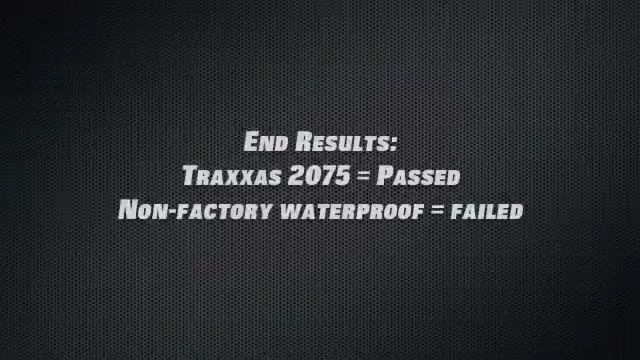 End Results:
Traxxas 2075 = Passed
Non-factory waterproof = failed